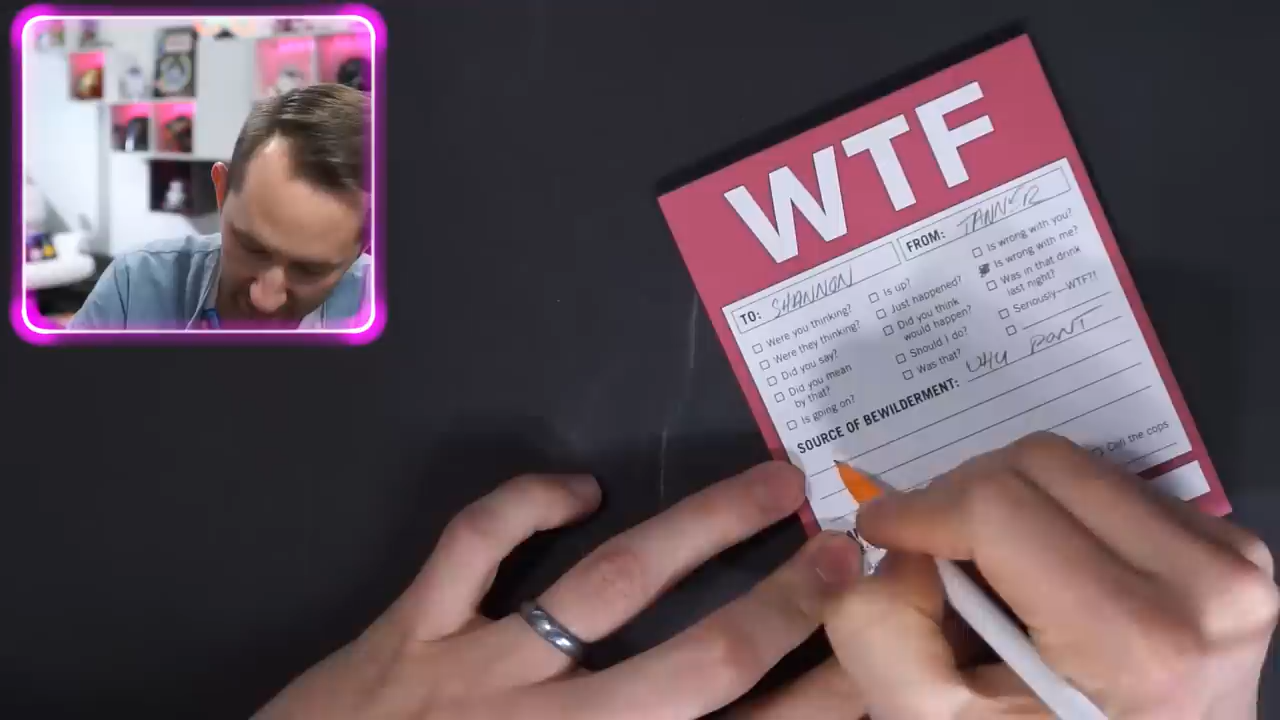 WTF
TO: SHANNON
FROM: TANNER
Were you thinking?
Were they thinking?
Did you say?
Did you mean by that?
Is going on?
Is up?
Just happened?
Did you think would happen?
Should I do?
Was that?
Is wrong with you?
Is wrong with me?
Was in that drink last night?
Seriously—WTF?!
SOURCE OF BEWILDERMENT: WHY DONT
Call the cops